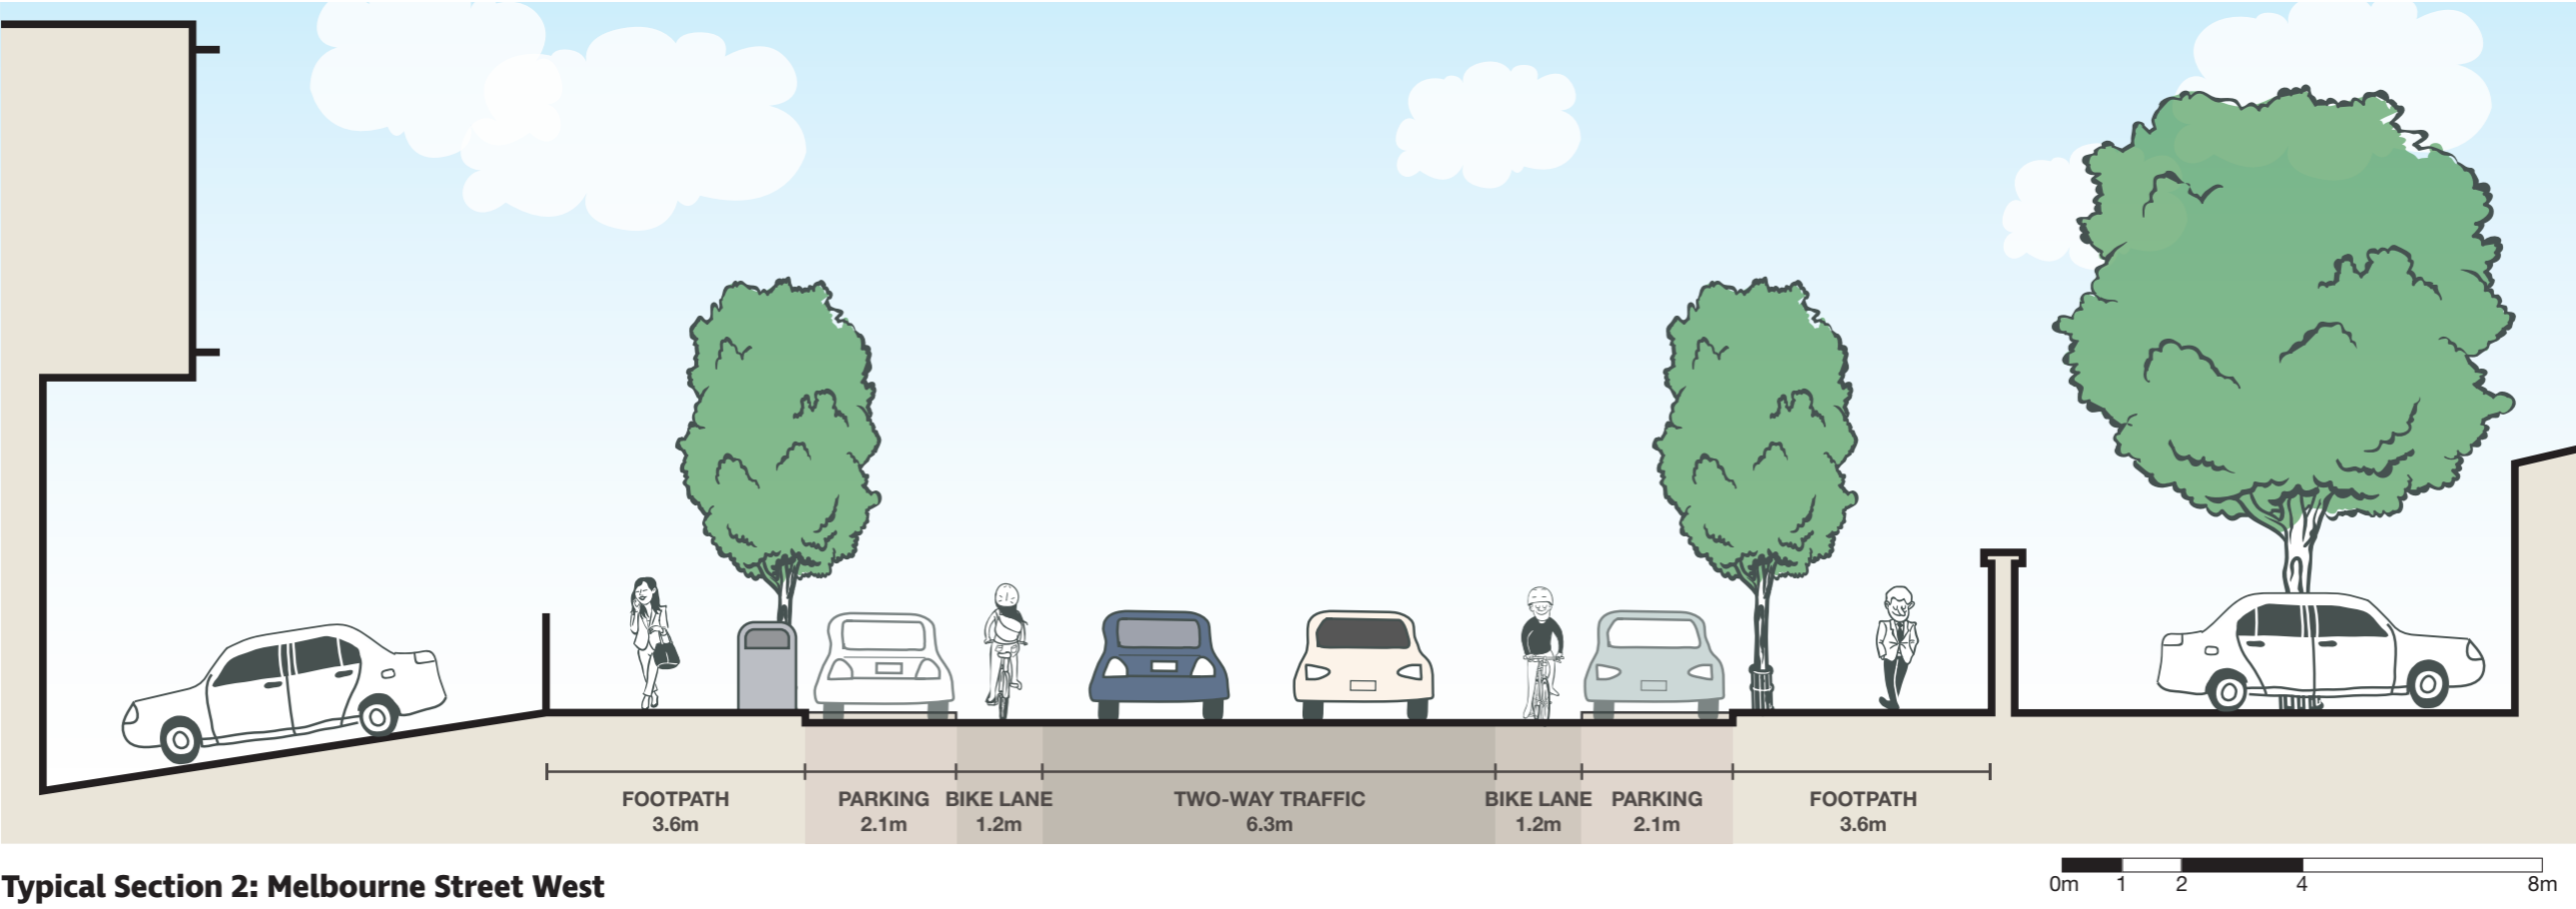 FOOTPATH
3.6m
PARKING
2.1m
BIKE LANE
1.2m
TWO-WAY TRAFFIC
6.3m
BIKE LANE
1.2m
PARKING
2.1m
FOOTPATH
3.6m
Typical Section 2: Melbourne Street West
0m 1 2 4 8m